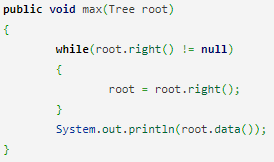 public void max(Tree root)
{
while(root.right() != null)
{
root = root.right();
}
System.out.println(root.data());
}